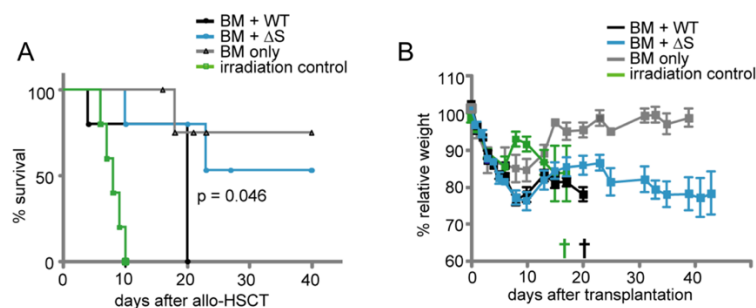 A
BM + WT
BM + ΔS
BM only
irradiation control
% survival
100
50
0
p = 0.046
0 10 20 30 40
days after allo-HSCT
B
BM + WT
BM + ΔS
BM only
irradiation control
% relative weight
110
100
90
80
70
60
† †
0 10 20 30 40
days after transplantation